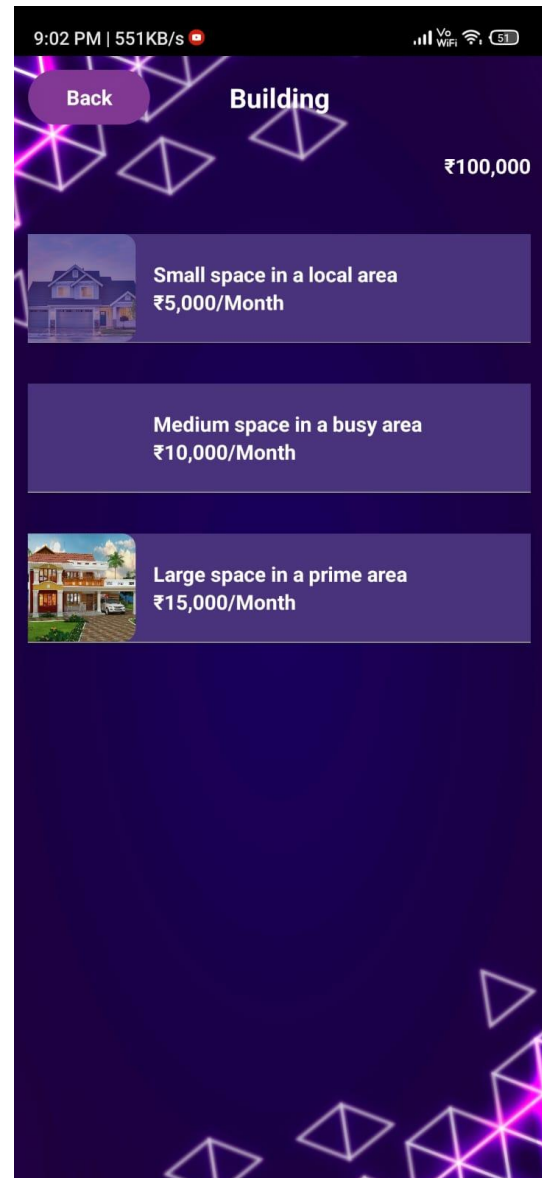 9:02 PM | 551KB/s
Vo
WiFi
51
Back
Building
₹100,000
Small space in a local area
₹5,000/Month
Medium space in a busy area
₹10,000/Month
Large space in a prime area
₹15,000/Month